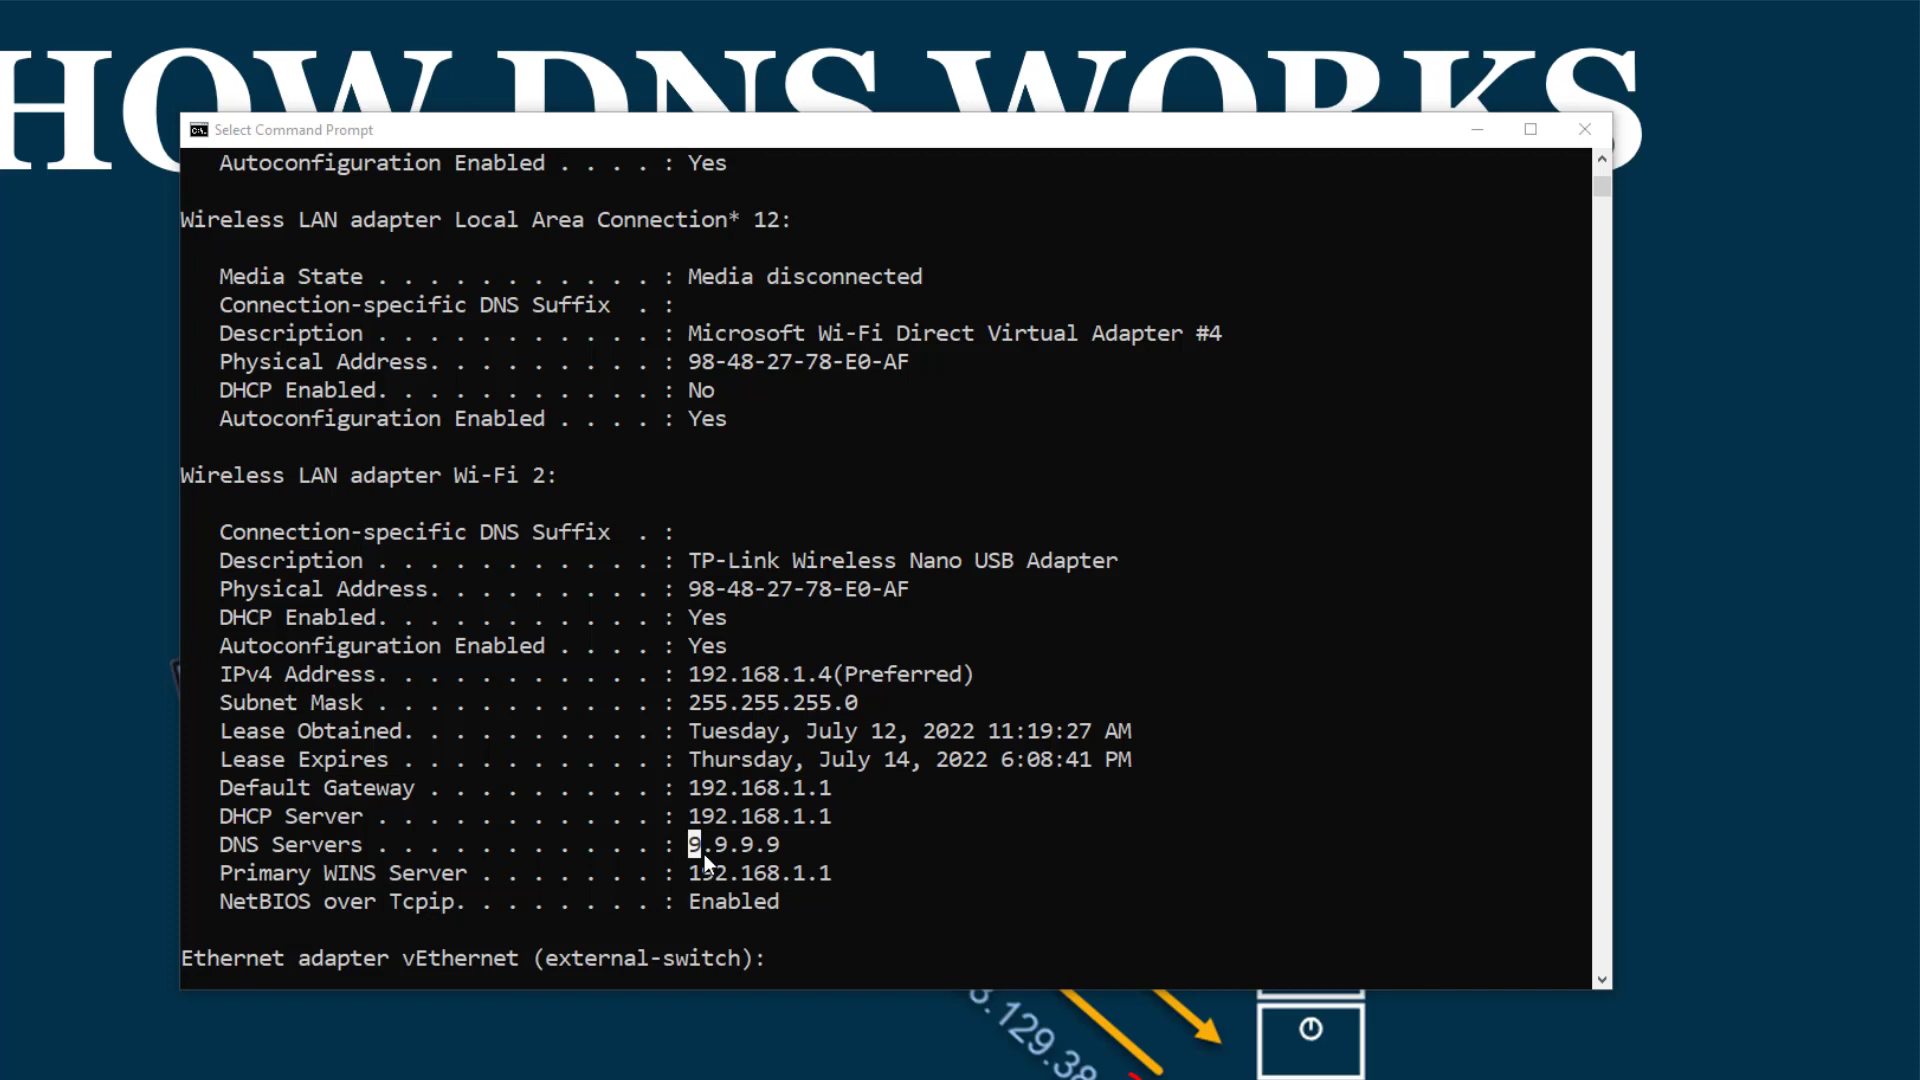 HOW DNS WORKS
Select Command Prompt
Autoconfiguration Enabled . . . . : Yes
Wireless LAN adapter Local Area Connection* 12:
Media State . . . . . . . . . . . : Media disconnected
Connection-specific DNS Suffix  . :
Description . . . . . . . . . . . : Microsoft Wi-Fi Direct Virtual Adapter #4
Physical Address. . . . . . . . . : 98-48-27-78-E0-AF
DHCP Enabled. . . . . . . . . . . : No
Autoconfiguration Enabled . . . . : Yes
Wireless LAN adapter Wi-Fi 2:
Connection-specific DNS Suffix  . :
Description . . . . . . . . . . . : TP-Link Wireless Nano USB Adapter
Physical Address. . . . . . . . . : 98-48-27-78-E0-AF
DHCP Enabled. . . . . . . . . . . : Yes
Autoconfiguration Enabled . . . . : Yes
IPv4 Address. . . . . . . . . . . : 192.168.1.4(Preferred)
Subnet Mask . . . . . . . . . . . : 255.255.255.0
Lease Obtained. . . . . . . . . . : Tuesday, July 12, 2022 11:19:27 AM
Lease Expires . . . . . . . . . . : Thursday, July 14, 2022 6:08:41 PM
Default Gateway . . . . . . . . . : 192.168.1.1
DHCP Server . . . . . . . . . . . : 192.168.1.1
DNS Servers . . . . . . . . . . . : 9.9.9.9
Primary WINS Server . . . . . . . : 192.168.1.1
NetBIOS over Tcpip. . . . . . . . : Enabled
Ethernet adapter vEthernet (external-switch):
.129.38